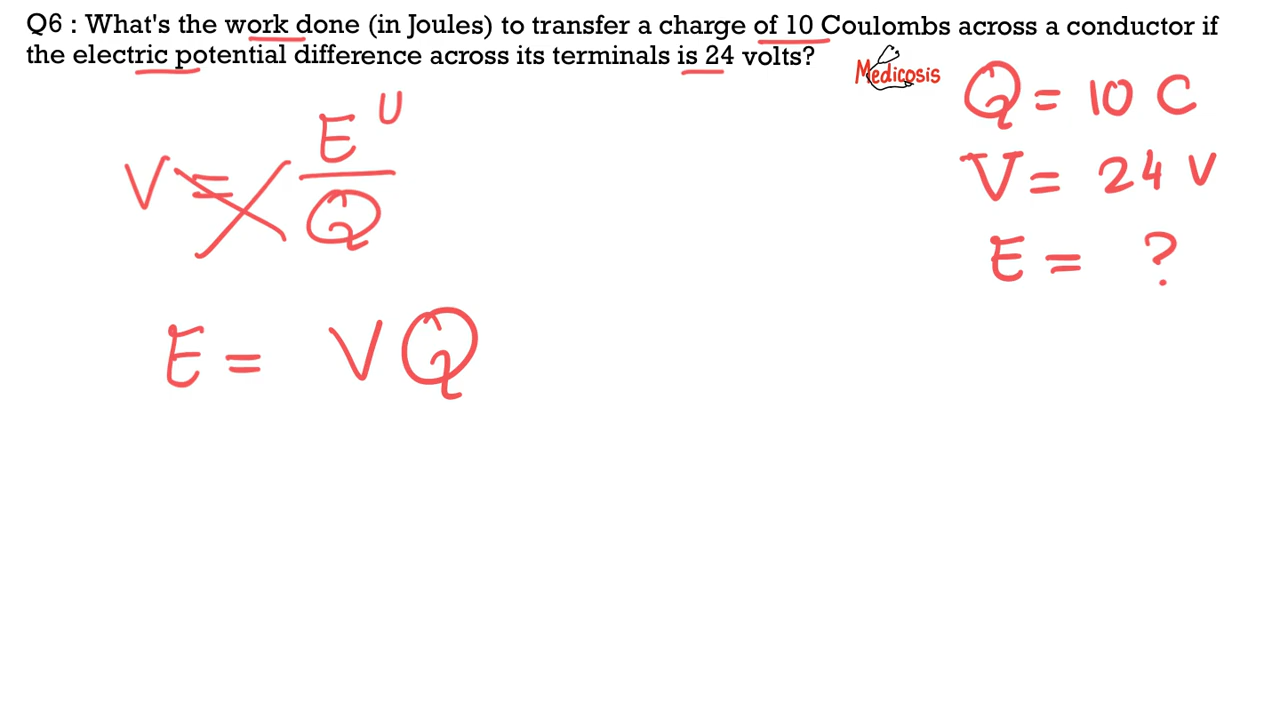 Q6 : What's the work done (in Joules) to transfer a charge of 10 Coulombs across a conductor if
the electric potential difference across its terminals is 24 volts?
Medicosis
Q = 10 C
V = 24 V
E = ?
V = E U
Q
E = V Q